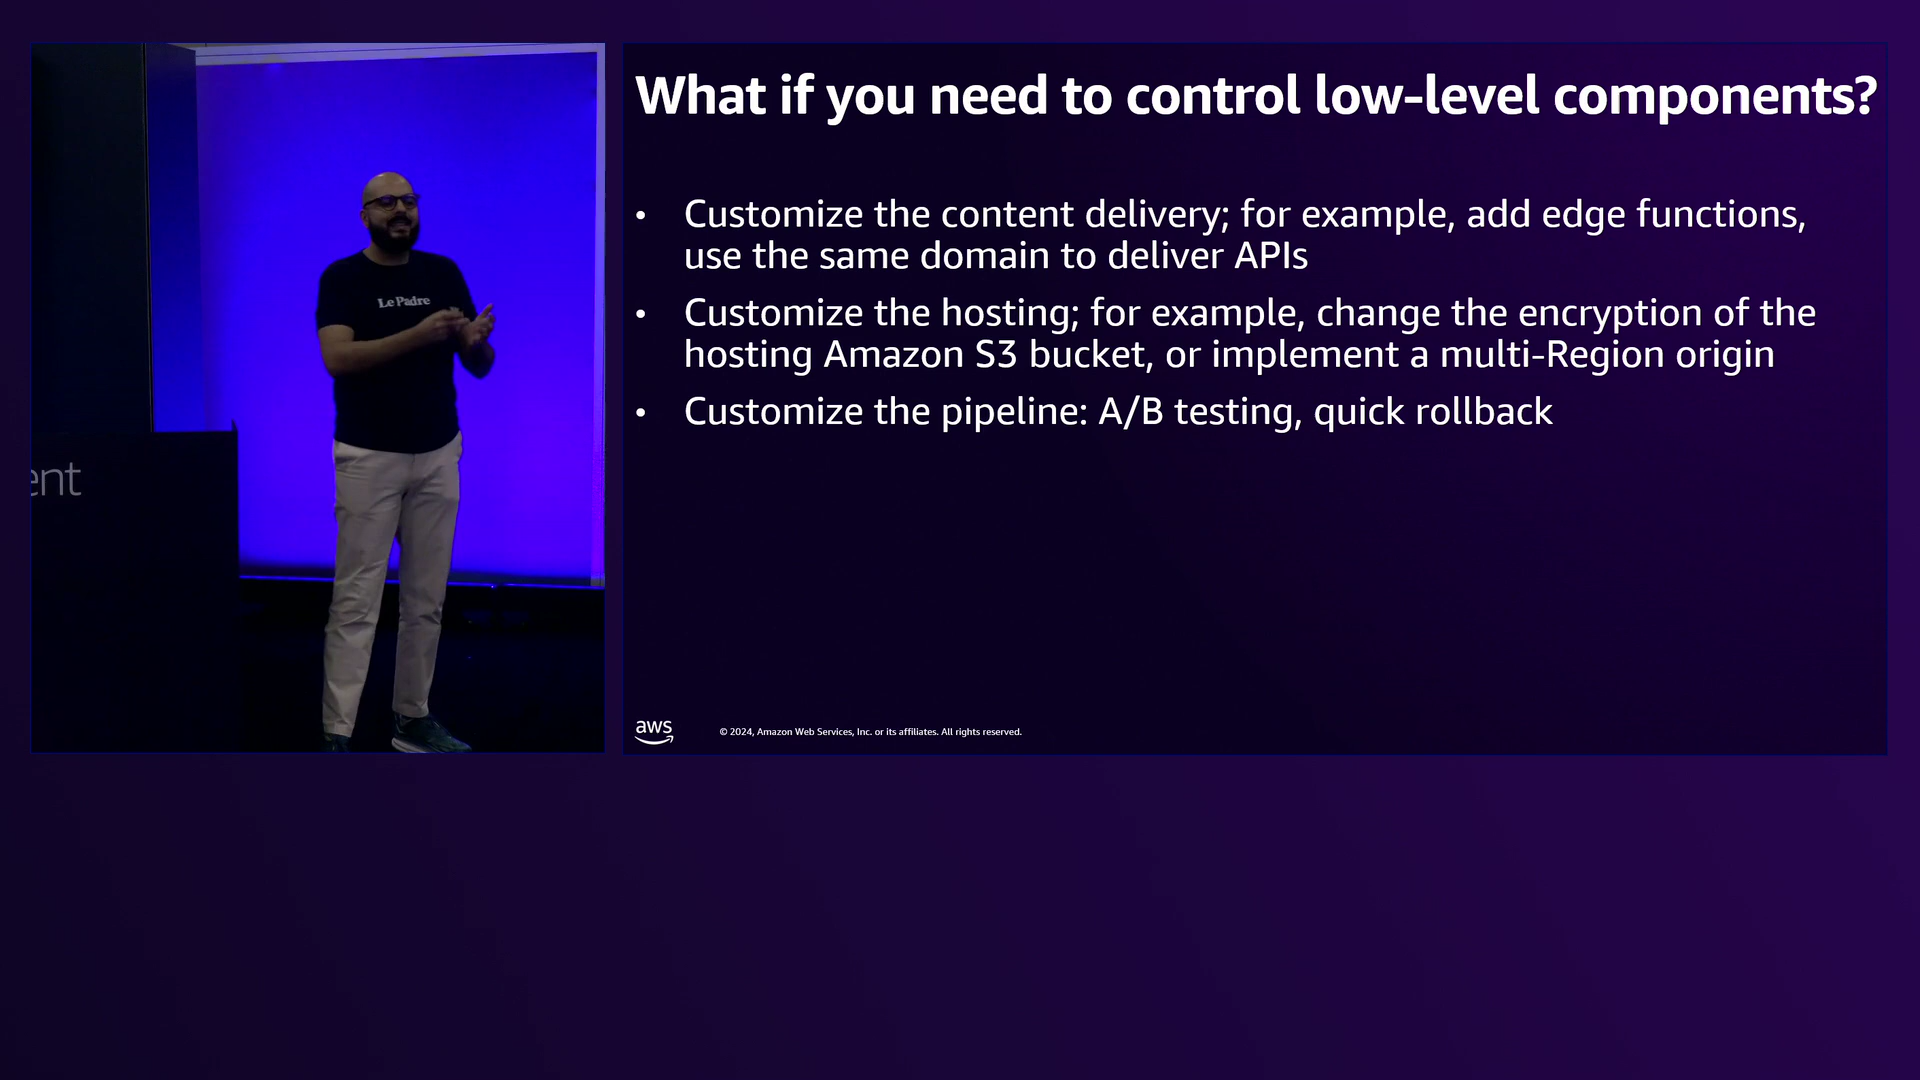 What if you need to control low-level components?
• Customize the content delivery; for example, add edge functions,
use the same domain to deliver APIs
• Customize the hosting; for example, change the encryption of the
hosting Amazon S3 bucket, or implement a multi-Region origin
• Customize the pipeline: A/B testing, quick rollback
Le Padre
ent
aws
© 2024, Amazon Web Services, Inc. or its affiliates. All rights reserved.